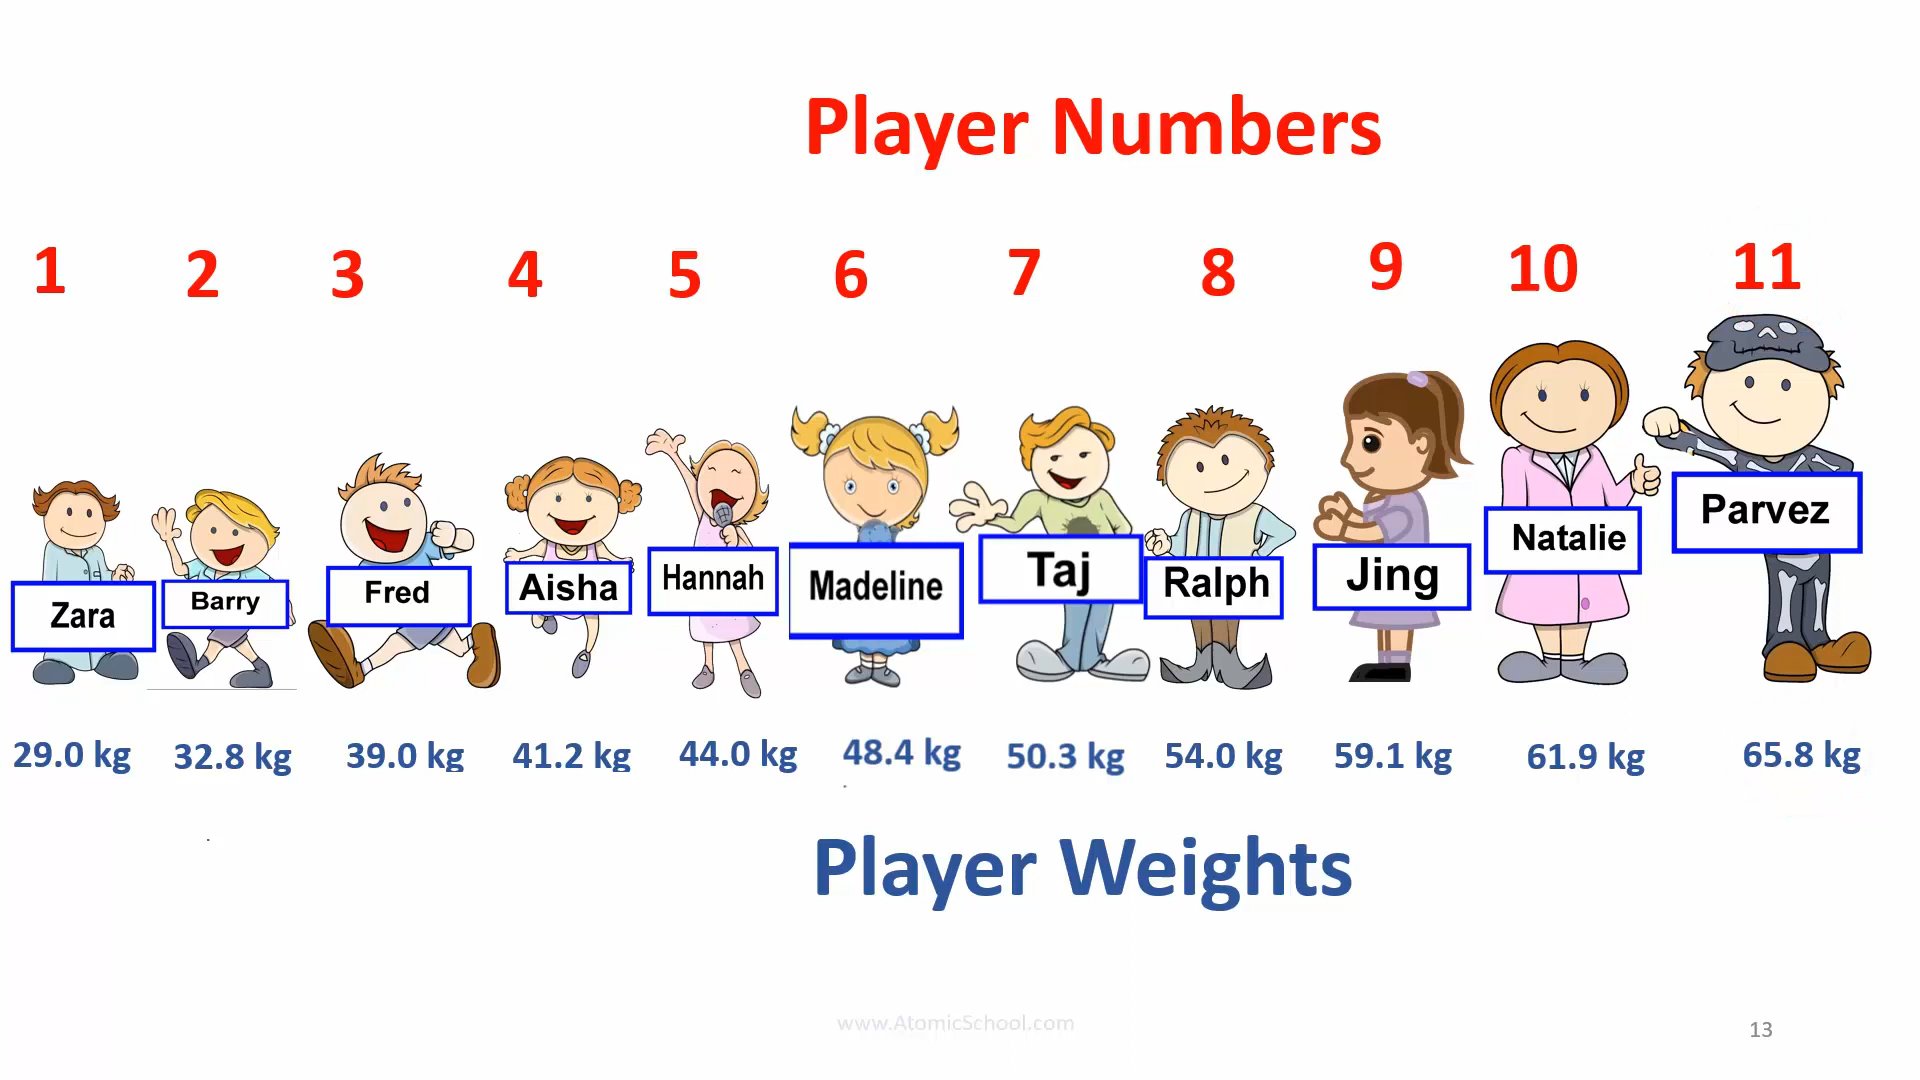 Player Numbers
1 2 3 4 5 6 7 8 9 10 11
Zara Barry Fred Aisha Hannah Madeline Taj Ralph Jing Natalie Parvez
29.0 kg 32.8 kg 39.0 kg 41.2 kg 44.0 kg 48.4 kg 50.3 kg 54.0 kg 59.1 kg 61.9 kg 65.8 kg
Player Weights
www.AtomicSchool.com
13